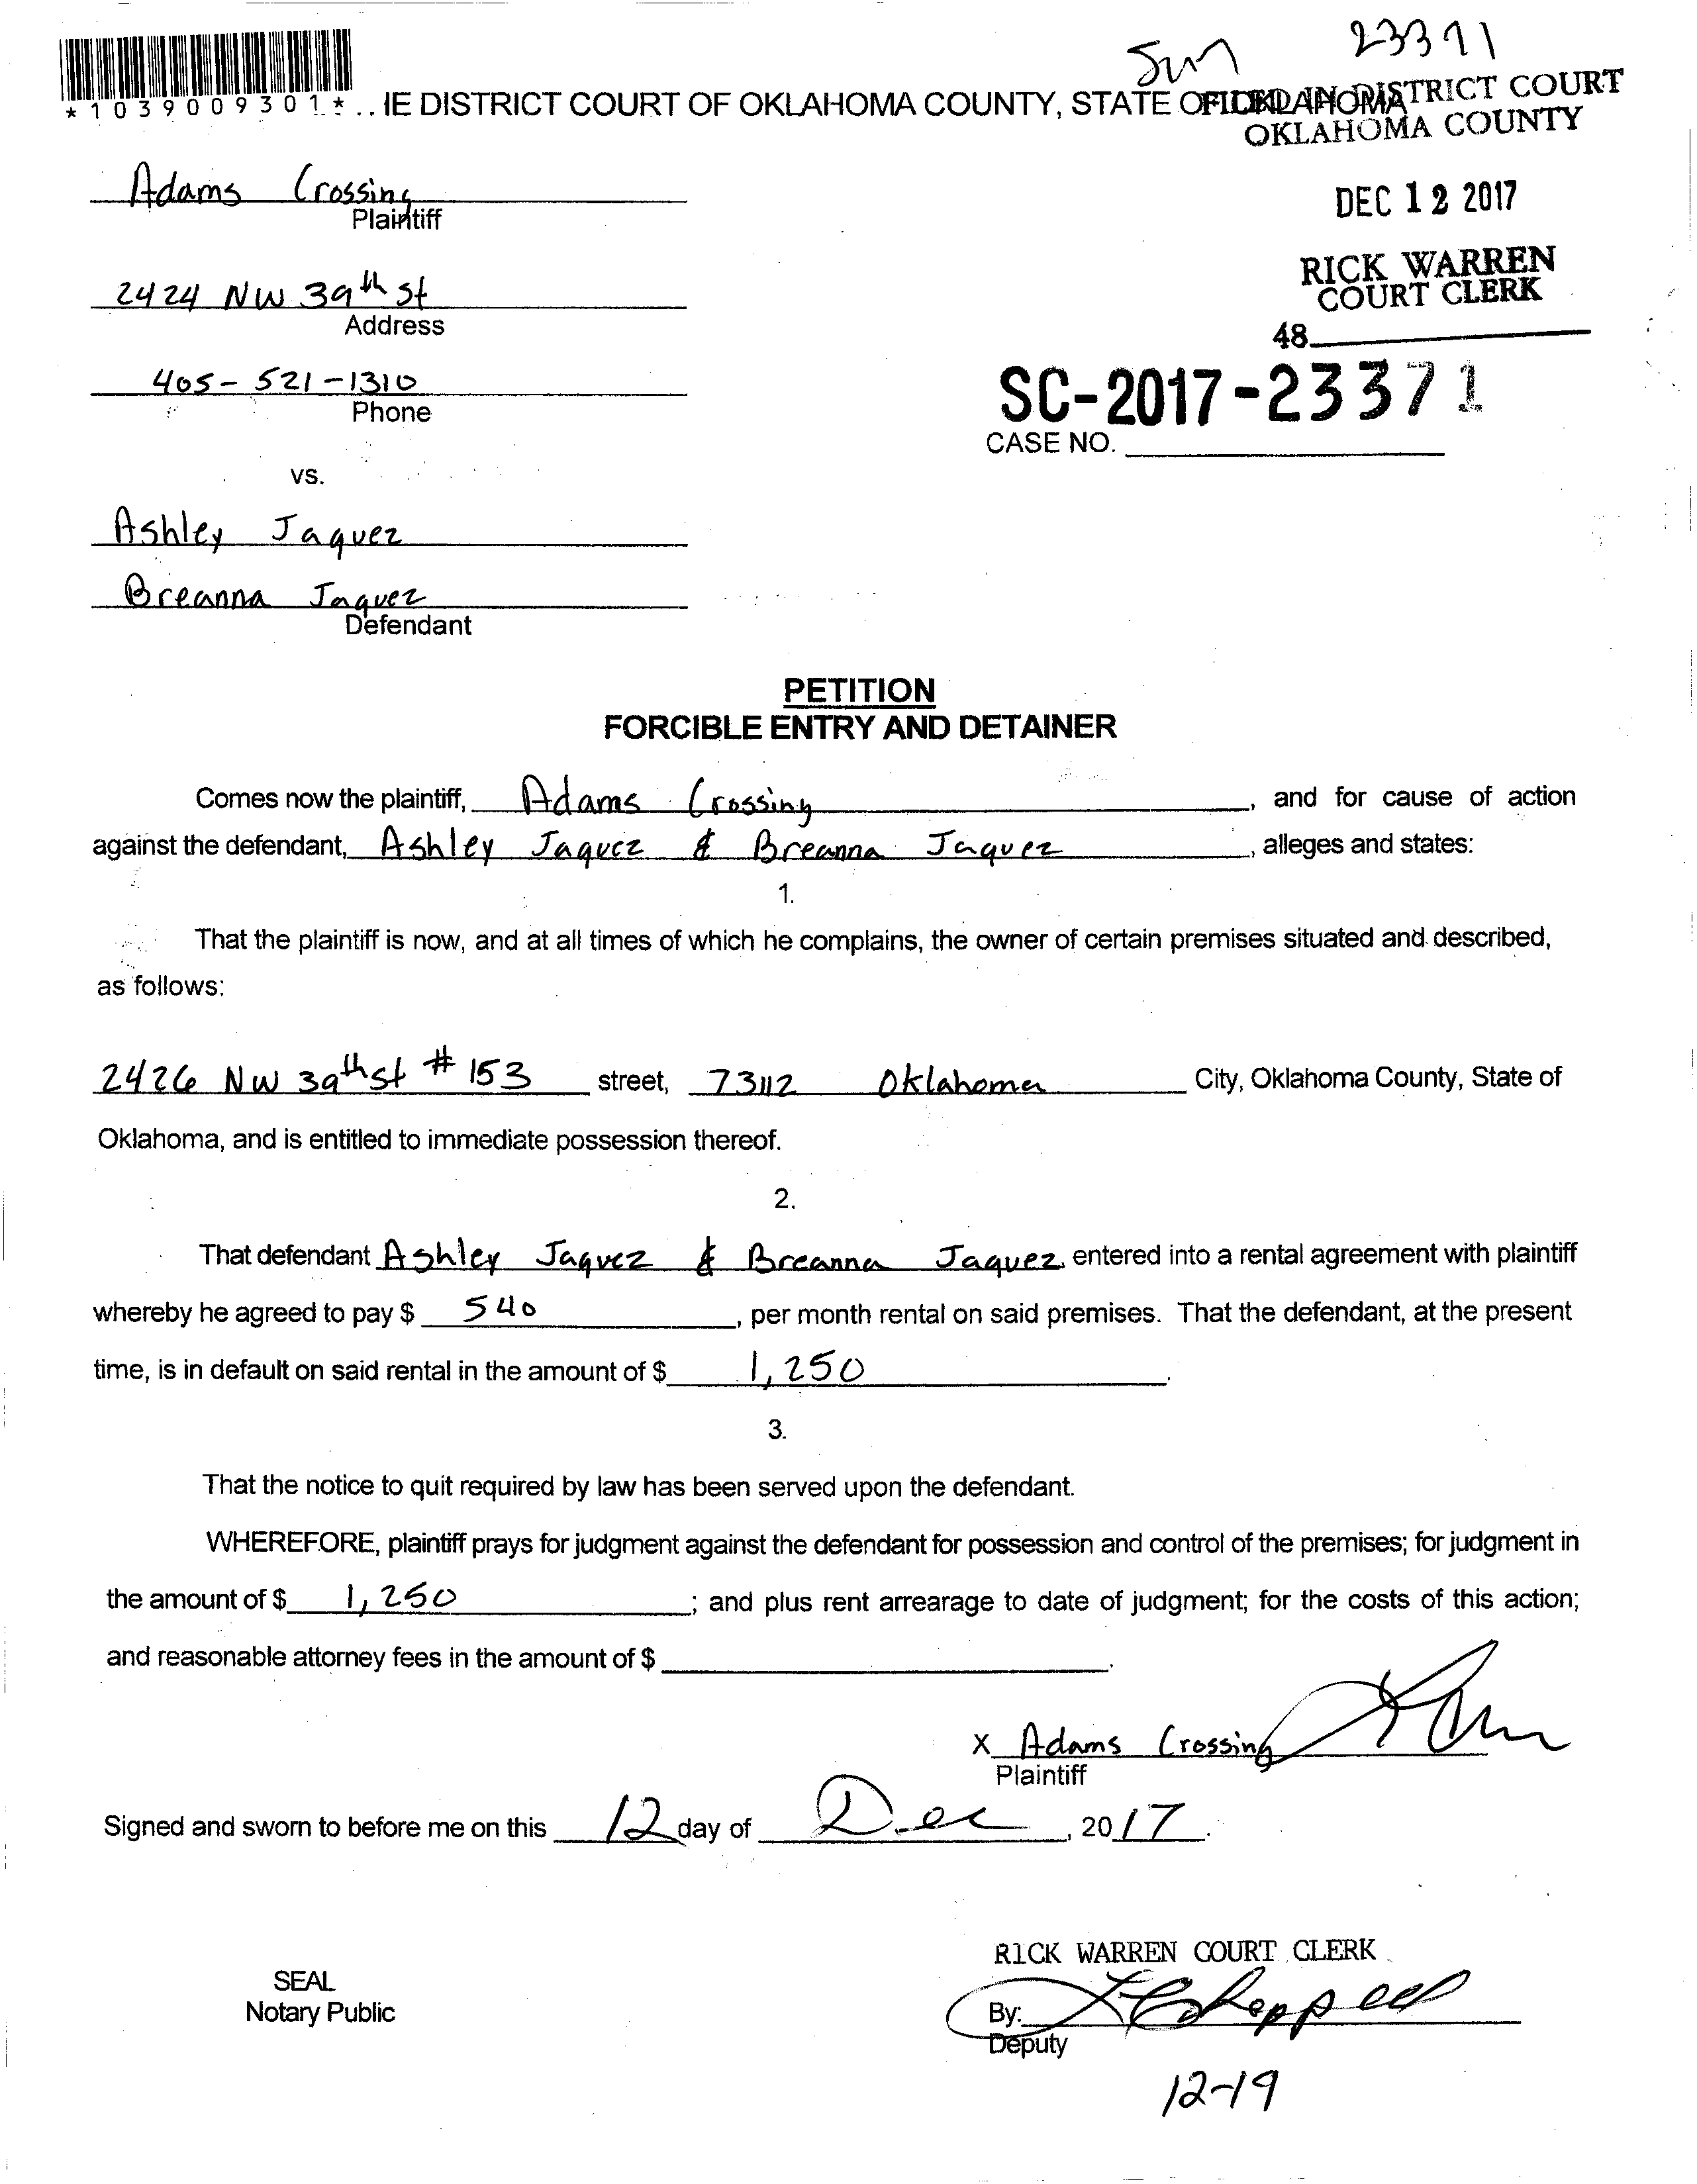 Sum 23371
*1039009301* .. IE DISTRICT COURT OF OKLAHOMA COUNTY, STATE OF OKLAHOMA
FILED IN DISTRICT COURT
OKLAHOMA COUNTY
Adams Crossing
Plaintiff
DEC 12 2017
RICK WARREN
COURT CLERK
2424 NW 39th st
Address
48
405-521-1310
Phone
SC-2017-23371
CASE NO.
vs.
Ashley Jaquez
Breanna Jaquez
Defendant
PETITION
FORCIBLE ENTRY AND DETAINER
Comes now the plaintiff, Adams Crossing, and for cause of action
against the defendant, Ashley Jaquez & Breanna Jaquez, alleges and states:
1.
That the plaintiff is now, and at all times of which he complains, the owner of certain premises situated and described,
as follows:
2426 NW 39th st # 153 street, 73112 Oklahoma City, Oklahoma County, State of
Oklahoma, and is entitled to immediate possession thereof.
2.
That defendant Ashley Jaquez & Breanna Jaquez, entered into a rental agreement with plaintiff
whereby he agreed to pay $ 540, per month rental on said premises. That the defendant, at the present
time, is in default on said rental in the amount of $ 1,250.
3.
That the notice to quit required by law has been served upon the defendant.
WHEREFORE, plaintiff prays for judgment against the defendant for possession and control of the premises; for judgment in
the amount of $ 1,250; and plus rent arrearage to date of judgment; for the costs of this action;
and reasonable attorney fees in the amount of $ .
X Adams Crossing
Plaintiff
Signed and sworn to before me on this 12 day of Dec, 2017.
RICK WARREN COURT CLERK
SEAL
Notary Public
By:
Deputy
12-19